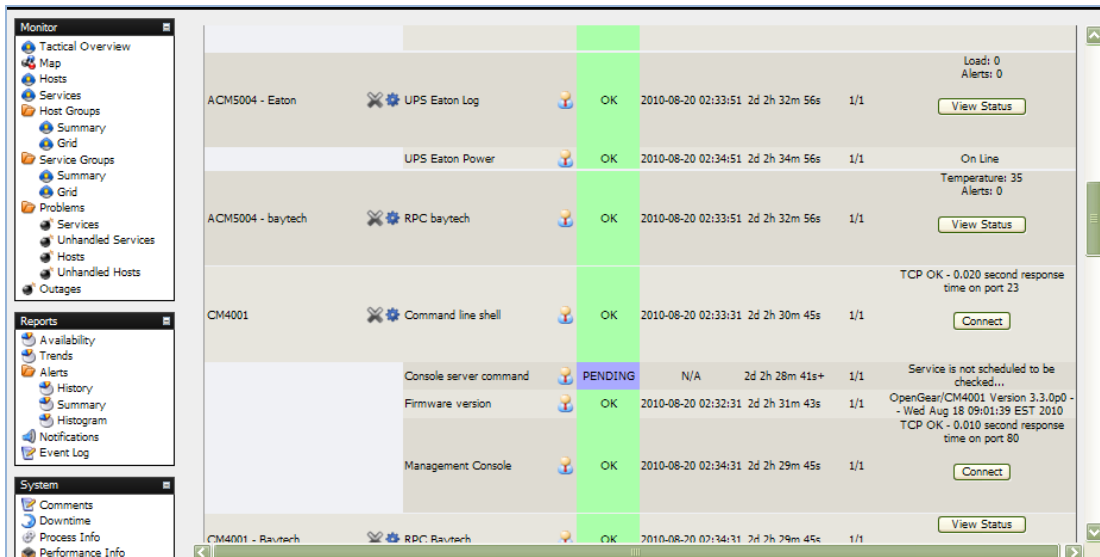 Monitor
Tactical Overview
Map
Hosts
Services
Host Groups
Summary
Grid
Service Groups
Summary
Grid
Problems
Services
Unhandled Services
Hosts
Unhandled Hosts
Outages
Reports
Availability
Trends
Alerts
History
Summary
Histogram
Notifications
Event Log
System
Comments
Downtime
Process Info
Performance Info
Load: 0
Alerts: 0
ACM5004 - Eaton UPS Eaton Log OK 2010-08-20 02:33:51 2d 2h 32m 56s 1/1
View Status
UPS Eaton Power OK 2010-08-20 02:34:51 2d 2h 34m 56s 1/1 On Line
Temperature: 35
Alerts: 0
ACM5004 - baytech RPC baytech OK 2010-08-20 02:33:51 2d 2h 32m 56s 1/1
View Status
TCP OK - 0.020 second response
time on port 23
CM4001 Command line shell OK 2010-08-20 02:33:31 2d 2h 30m 45s 1/1
Connect
Console server command PENDING N/A 2d 2h 28m 41s+ 1/1 Service is not scheduled to be
checked...
Firmware version OK 2010-08-20 02:32:31 2d 2h 31m 43s 1/1 OpenGear/CM4001 Version 3.3.0p0 -
- Wed Aug 18 09:01:39 EST 2010
TCP OK - 0.010 second response
time on port 80
Management Console OK 2010-08-20 02:34:31 2d 2h 29m 45s 1/1
Connect
View Status
CM4001 - Baytech RPC Baytech OK 2010-08-20 02:34:31 2d 2h 29m 45s 1/1